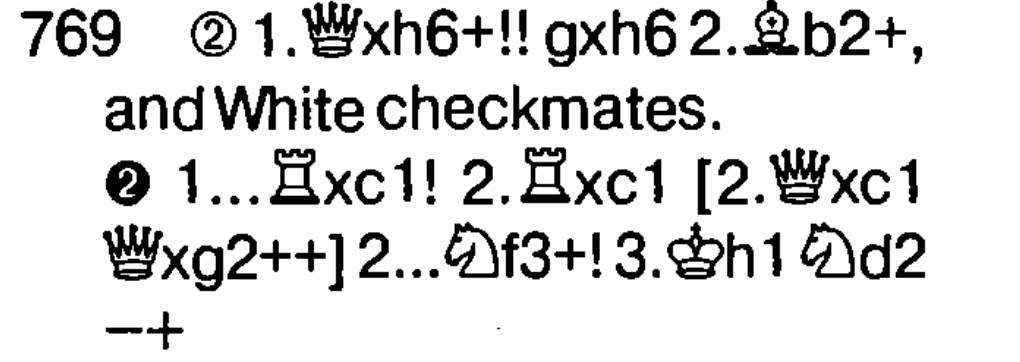 769 ② 1.♕xh6+!! gxh6 2.♗b2+,
and White checkmates.
❷ 1...♖xc1! 2.♖xc1 [2.♕xc1
♕xg2++] 2...♘f3+! 3.♔h1 ♘d2
−+